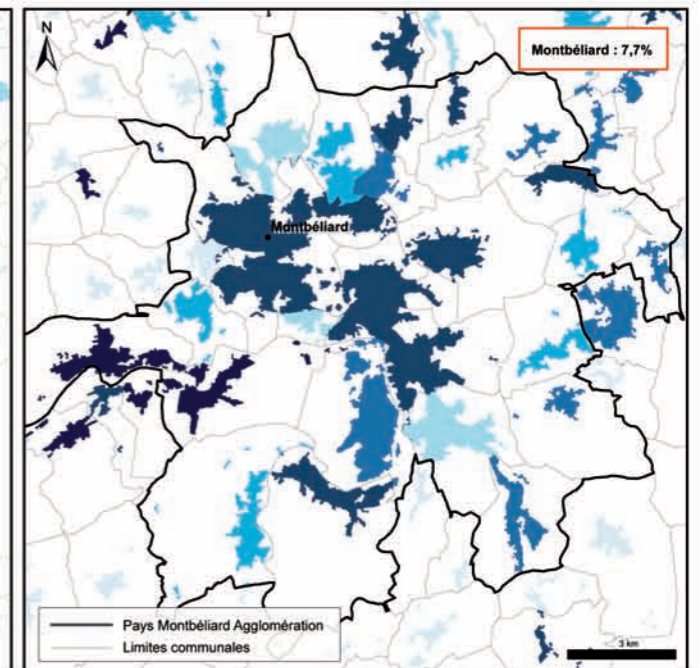 N
Montbéliard : 7,7%
Montbéliard
Pays Montbéliard Agglomération
Limites communales
3 km